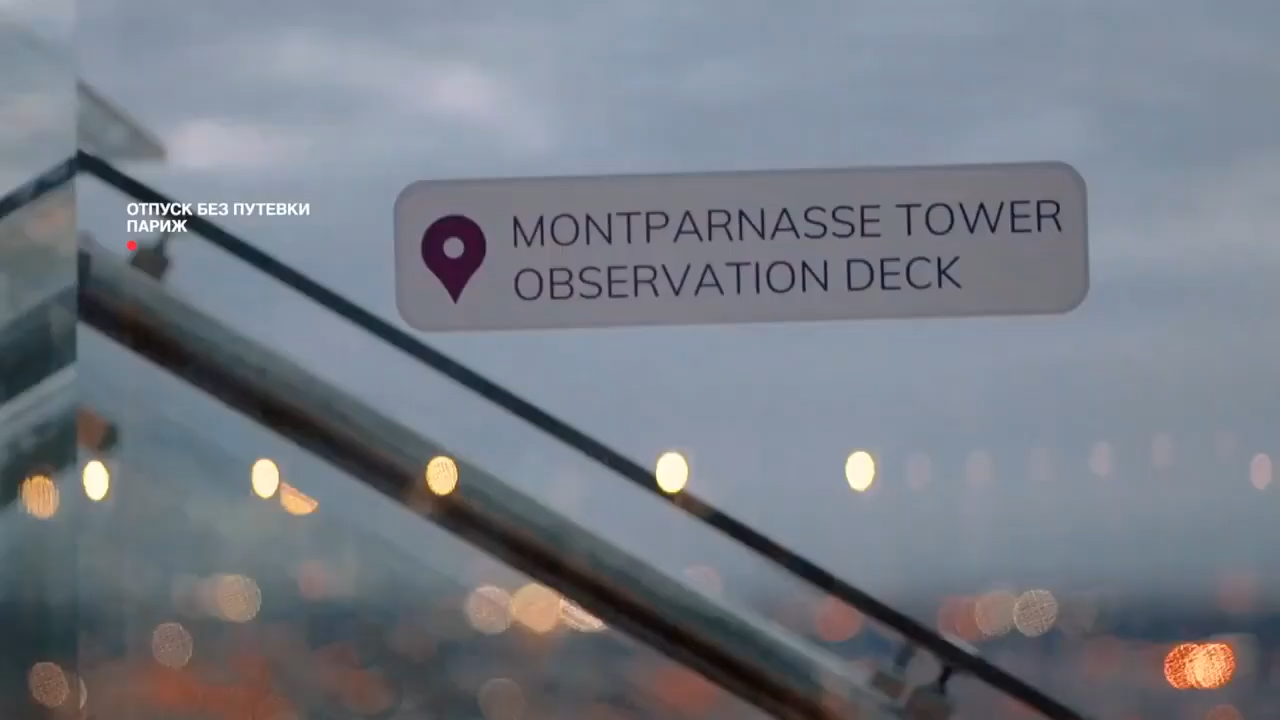 ОТПУСК БЕЗ ПУТЕВКИ
ПАРИЖ
MONTPARNASSE TOWER
OBSERVATION DECK